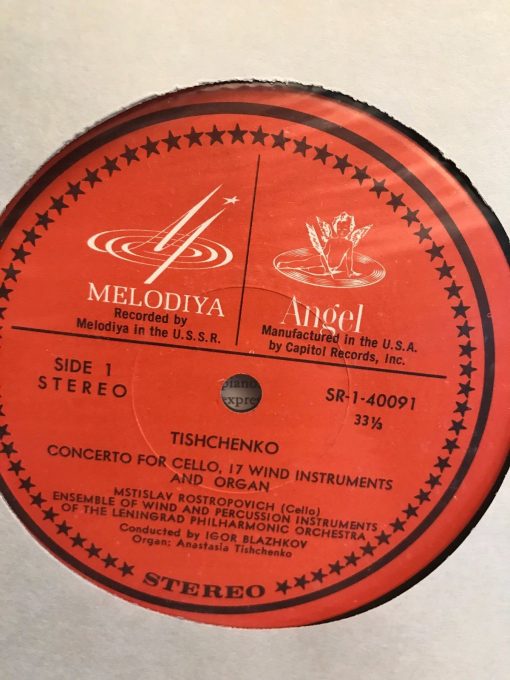 MELODIYA
Recorded by
Melodiya in the U.S.S.R.
Angel
Manufactured in the U.S.A.
by Capitol Records, Inc.
SIDE 1
STEREO
SR-1-40091
33⅓
TISHCHENKO
CONCERTO FOR CELLO, 17 WIND INSTRUMENTS
AND ORGAN
MSTISLAV ROSTROPOVICH (Cello)
ENSEMBLE OF WIND AND PERCUSSION INSTRUMENTS
OF THE LENINGRAD PHILHARMONIC ORCHESTRA
Conducted by IGOR BLAZHKOV
Organ: Anastasia Tishchenko
STEREO